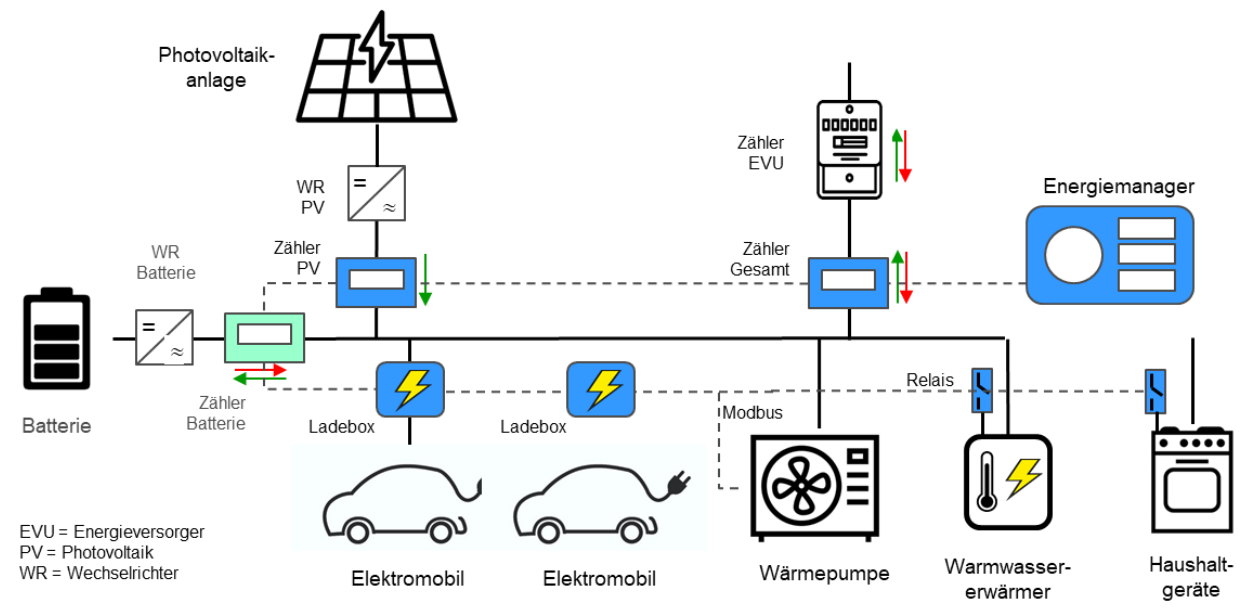 Photovoltaik-
anlage
Zähler
EVU
WR
PV
Energiemanager
WR
Batterie
Zähler
PV
Zähler
Gesamt
Batterie
Zähler
Batterie
Ladebox
Ladebox
Modbus
Relais
EVU = Energieversorger
PV = Photovoltaik
WR = Wechselrichter
Elektromobil
Elektromobil
Wärmepumpe
Warmwasser-
erwärmer
Haushalt-
geräte